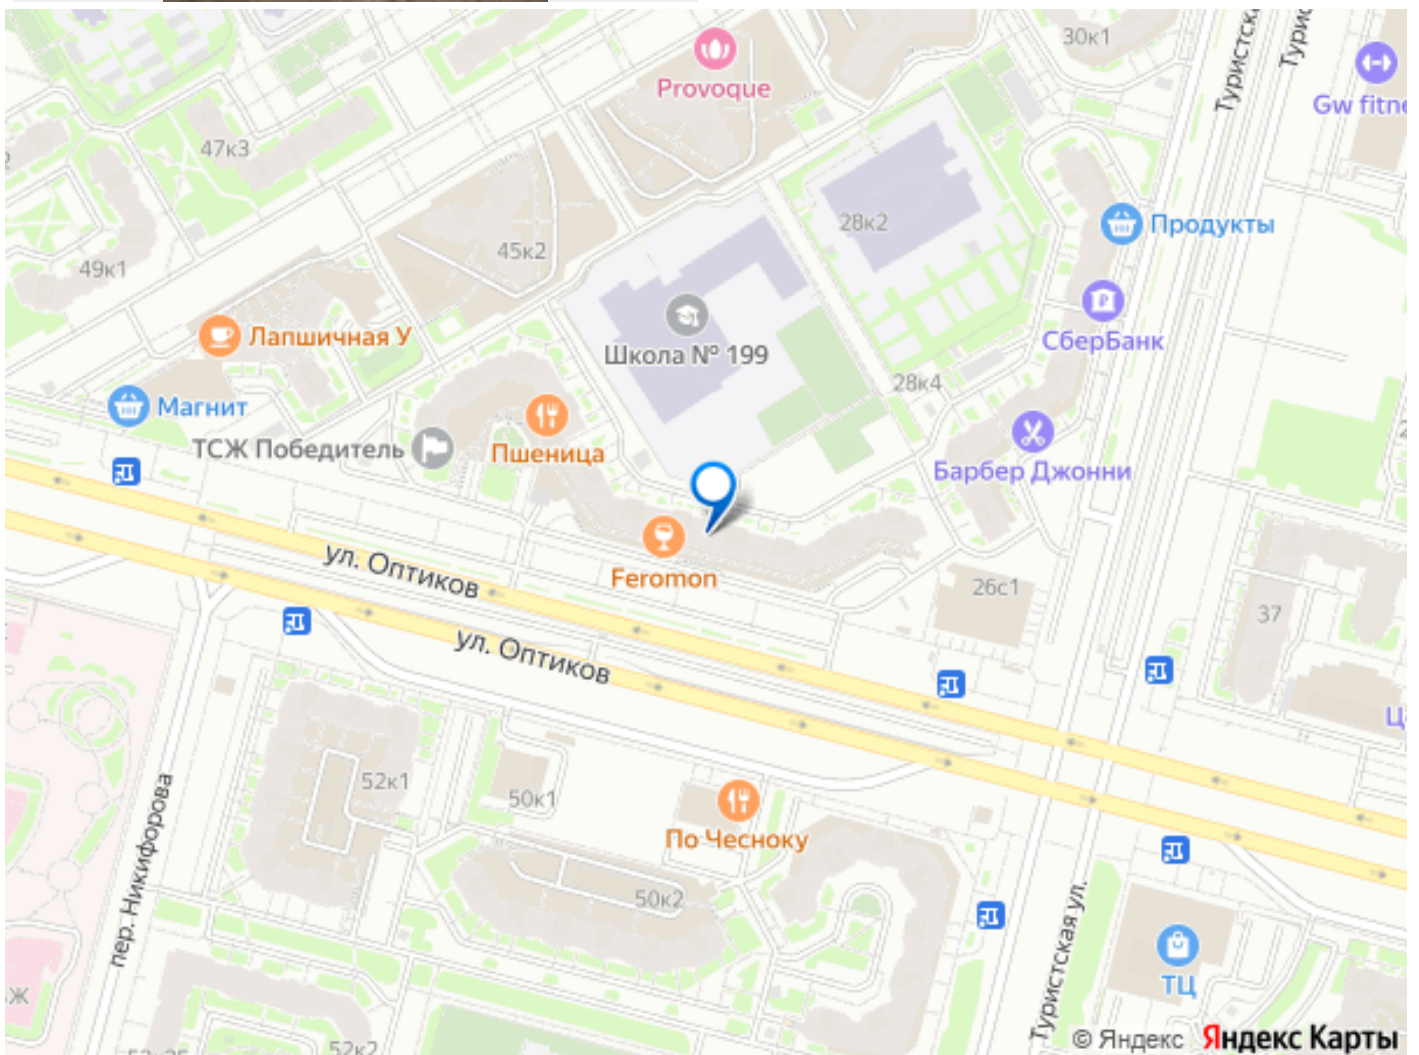 30к1
Туристска
Турис
Provoque
Gw fitne
47к3
28к2
Продукты
45к2
49к1
СберБанк
Лапшичная У
Школа № 199
28к4
Магнит
ТСЖ Победитель
Пшеница
Барбер Джонни
ул. Оптиков
Feromon
26с1
37
ул. Оптиков
Ц
52к1
50к1
По Чесноку
пер. Никифорова
50к2
Туристская ул.
ТЦ
Ж
52к2
© Яндекс Яндекс Карты